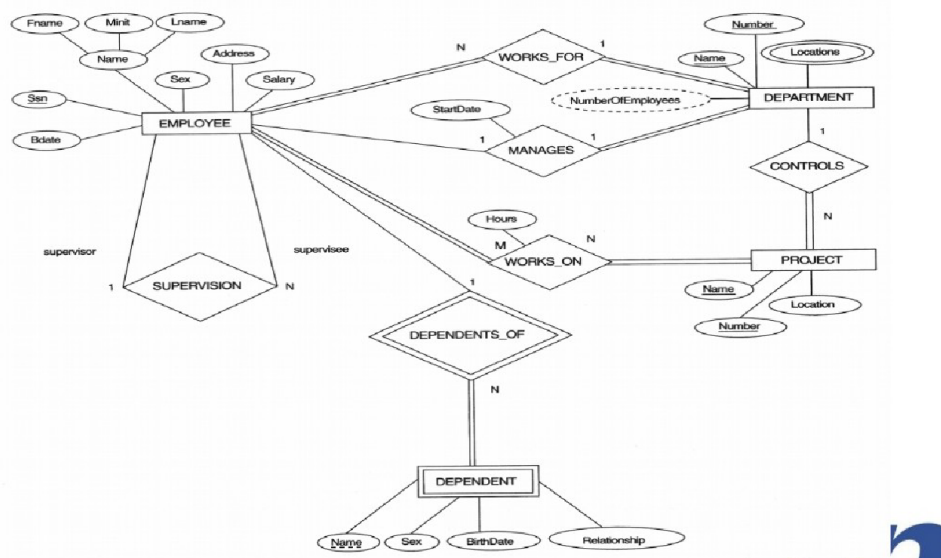 Fname
Minit
Lname
Name
Address
Sex
Salary
Ssn
Bdate
EMPLOYEE
N
WORKS_FOR
1
Number
Name
Locations
NumberOfEmployees
DEPARTMENT
StartDate
1
MANAGES
1
1
CONTROLS
N
supervisor
supervisee
1
SUPERVISION
N
Hours
M
WORKS_ON
N
PROJECT
Name
Number
Location
1
DEPENDENTS_OF
N
DEPENDENT
Name
Sex
BirthDate
Relationship